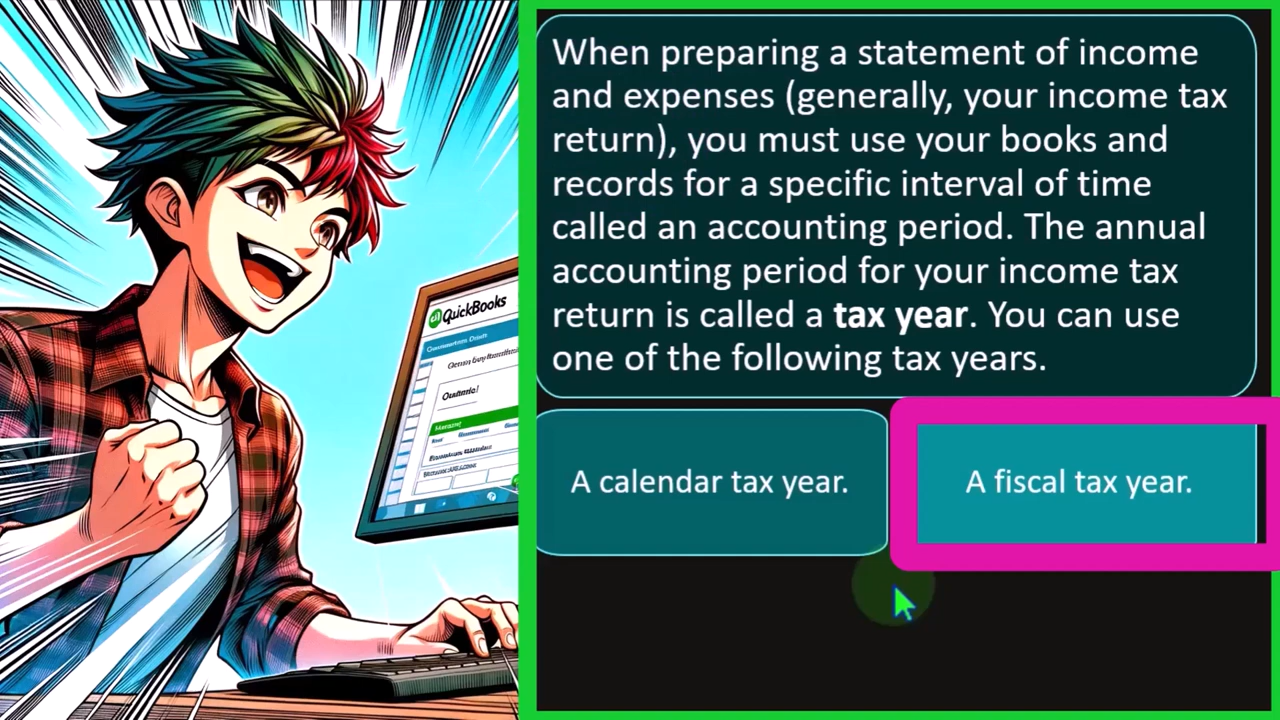 When preparing a statement of income
and expenses (generally, your income tax
return), you must use your books and
records for a specific interval of time
called an accounting period. The annual
accounting period for your income tax
return is called a tax year. You can use
one of the following tax years.
A calendar tax year.
A fiscal tax year.
QuickBooks